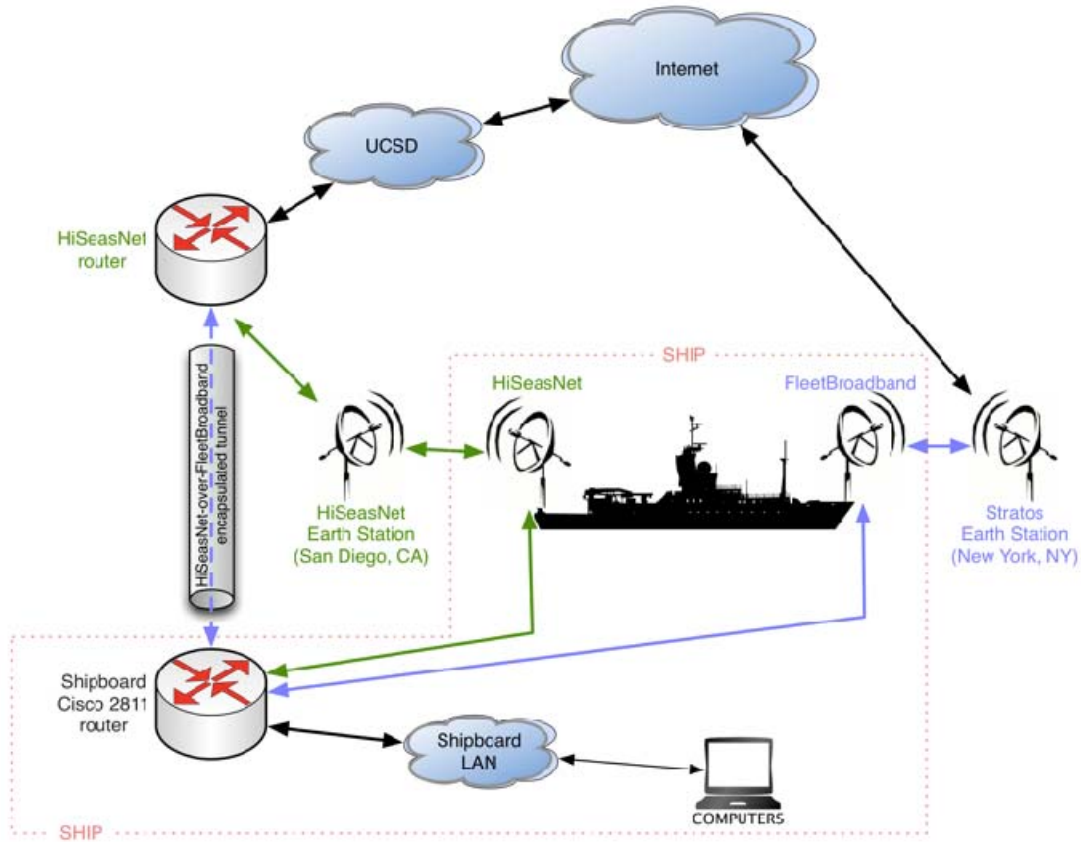 Internet
UCSD
HiSeasNet
router
SHIP
HiSeasNet
FleetBroadband
HiSeasNet-over-FleetBroadband
encapsulated tunnel
HiSeasNet
Earth Station
(San Diego, CA)
Stratos
Earth Station
(New York, NY)
Shipboard
Cisco 2811
router
Shipboard
LAN
COMPUTERS
SHIP